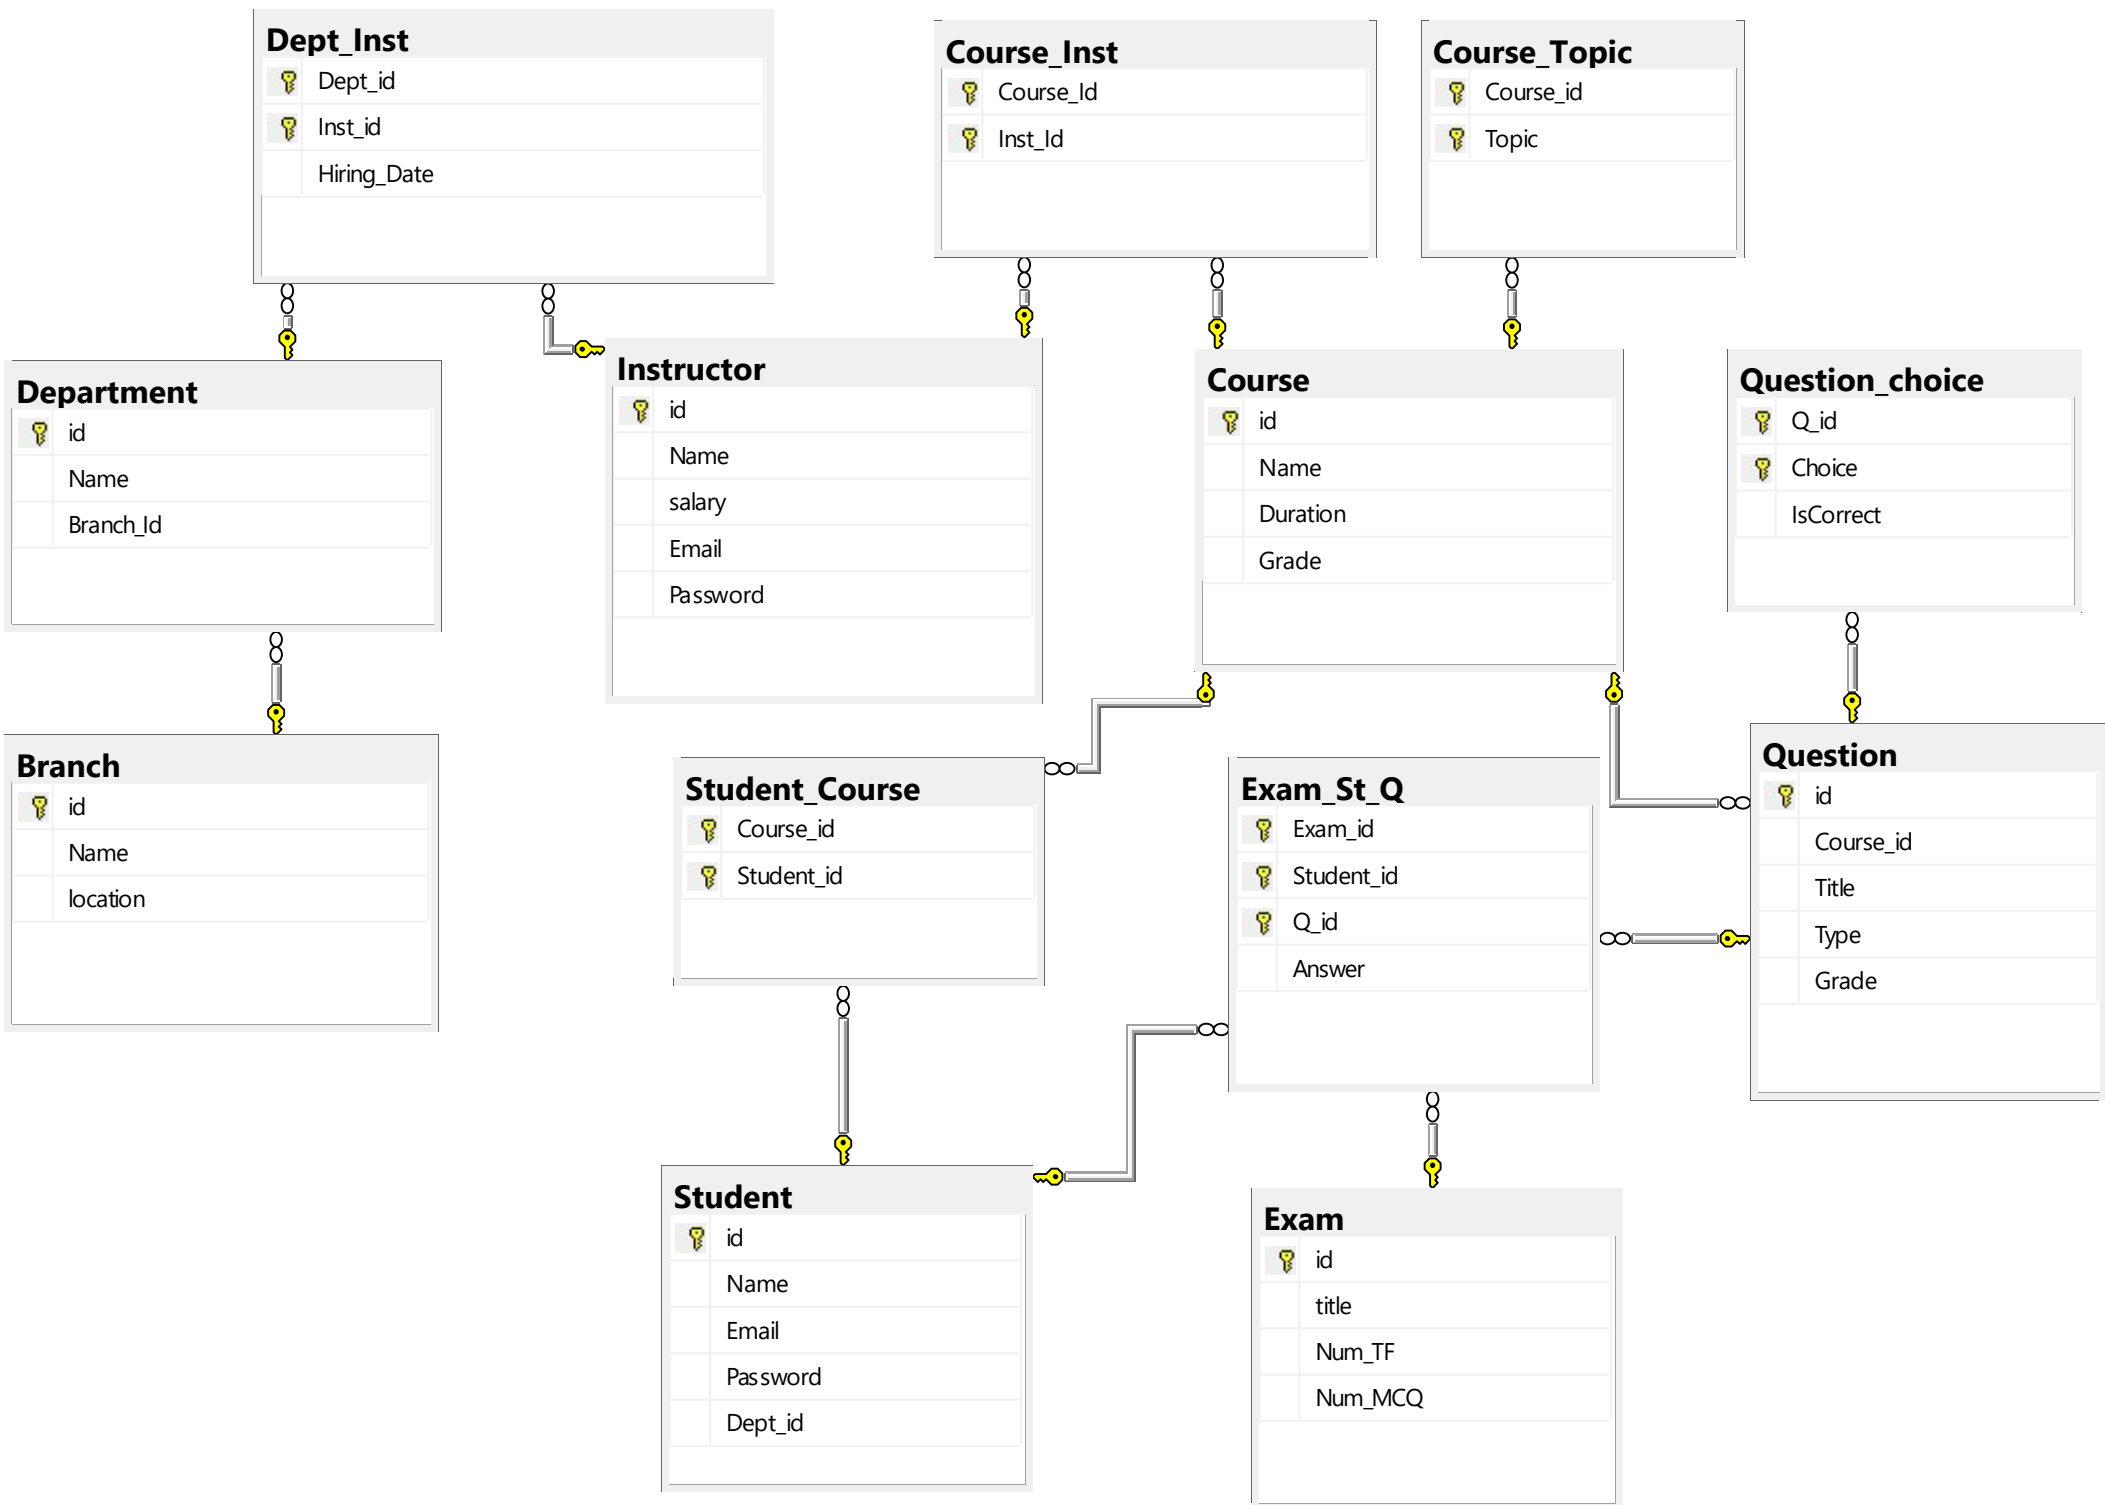 Dept_Inst
Dept_id
Inst_id
Hiring_Date
Course_Inst
Course_Id
Inst_Id
Course_Topic
Course_id
Topic
Department
id
Name
Branch_Id
Instructor
id
Name
salary
Email
Password
Course
id
Name
Duration
Grade
Question_choice
Q_id
Choice
IsCorrect
Branch
id
Name
location
Student_Course
Course_id
Student_id
Exam_St_Q
Exam_id
Student_id
Q_id
Answer
Question
id
Course_id
Title
Type
Grade
Student
id
Name
Email
Password
Dept_id
Exam
id
title
Num_TF
Num_MCQ